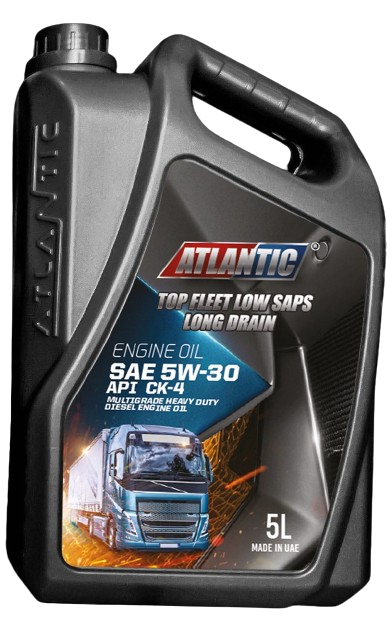 ATLANTIC
ATLANTIC®
TOP FLEET LOW SAPS
LONG DRAIN
ENGINE OIL
SAE 5W-30
API CK-4
MULTIGRADE HEAVY DUTY
DIESEL ENGINE OIL
5L
MADE IN UAE